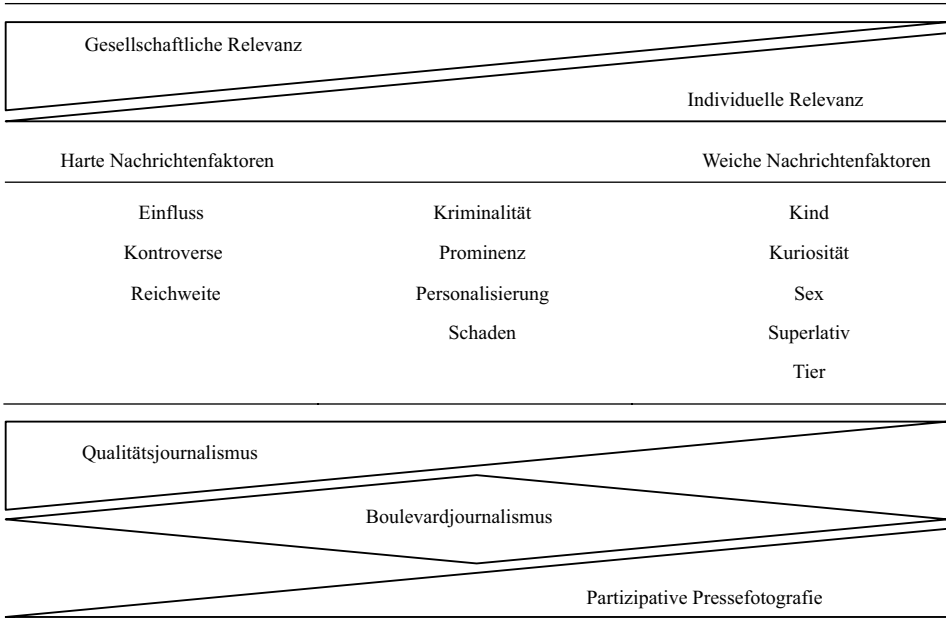 Gesellschaftliche Relevanz
Individuelle Relevanz
Harte Nachrichtenfaktoren Weiche Nachrichtenfaktoren
Einfluss Kriminalität Kind
Kontroverse Prominenz Kuriosität
Reichweite Personalisierung Sex
Schaden Superlativ
Tier
Qualitätsjournalismus
Boulevardjournalismus
Partizipative Pressefotografie